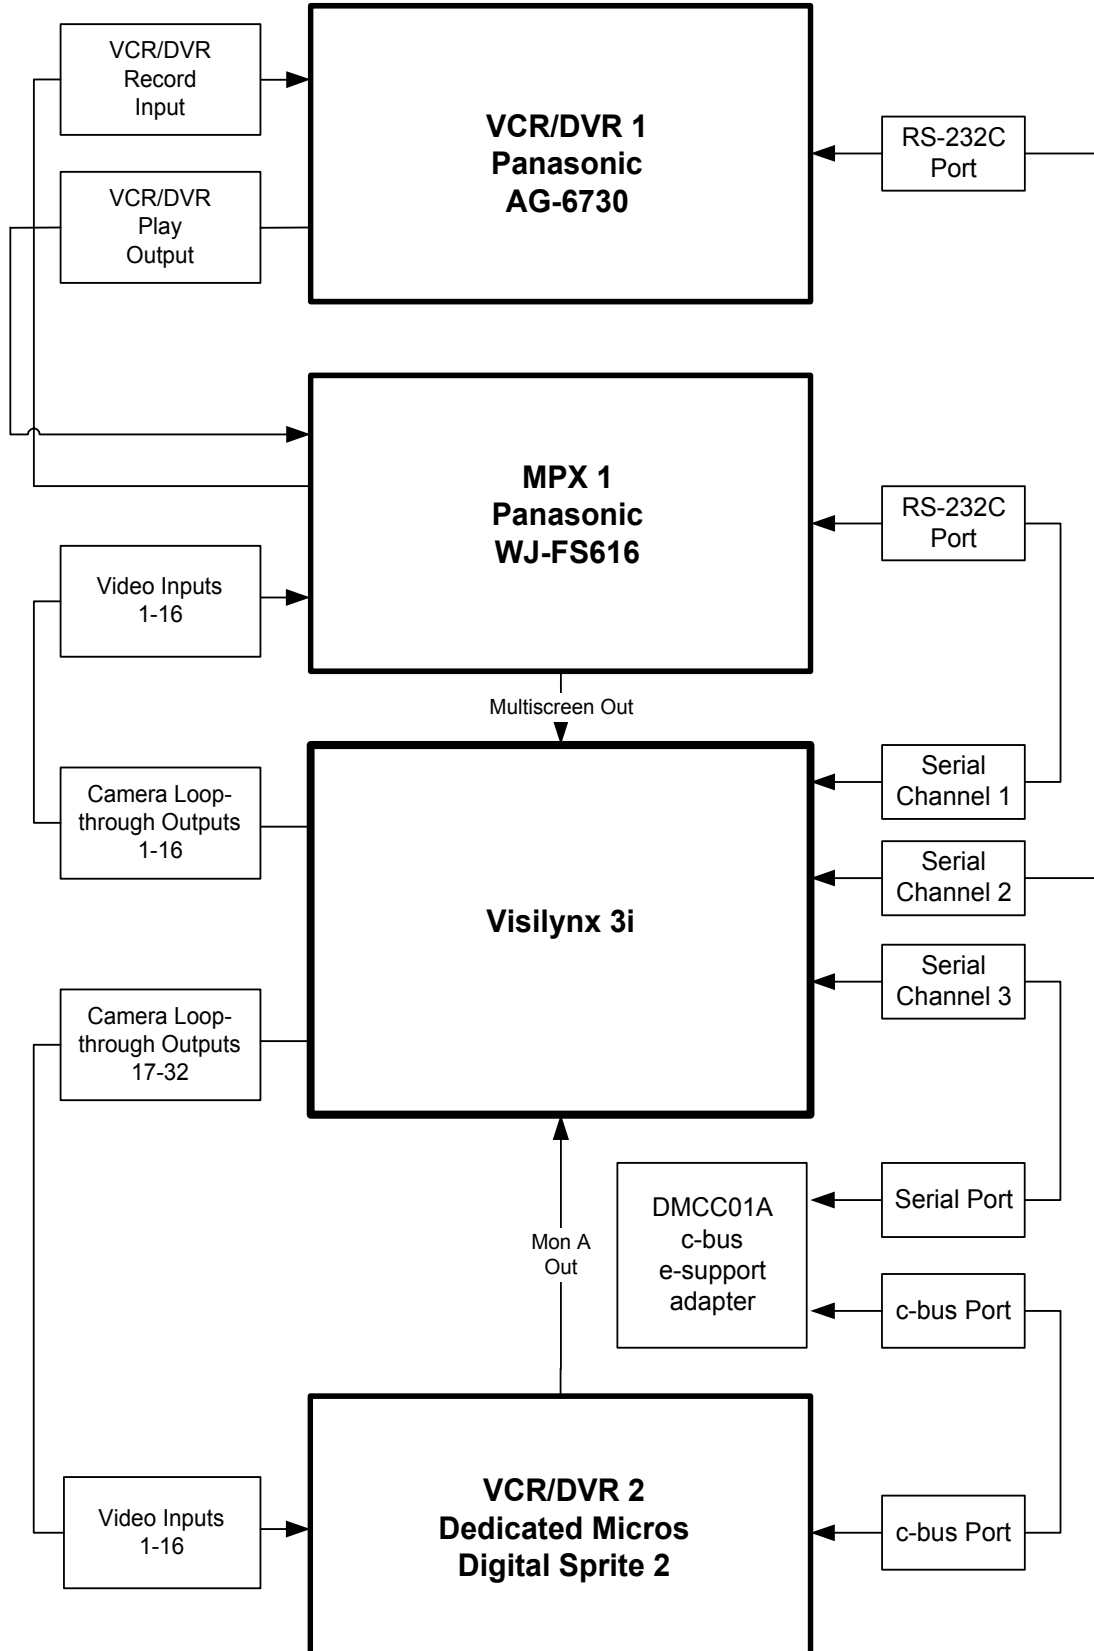 VCR/DVR
Record
Input
VCR/DVR 1
Panasonic
AG-6730
RS-232C
Port
VCR/DVR
Play
Output
MPX 1
Panasonic
WJ-FS616
RS-232C
Port
Video Inputs
1-16
Multiscreen Out
Serial
Channel 1
Camera Loop-
through Outputs
1-16
Serial
Channel 2
Visilynx 3i
Serial
Channel 3
Camera Loop-
through Outputs
17-32
Mon A
Out
DMCC01A
c-bus
e-support
adapter
Serial Port
c-bus Port
VCR/DVR 2
Dedicated Micros
Digital Sprite 2
Video Inputs
1-16
c-bus Port